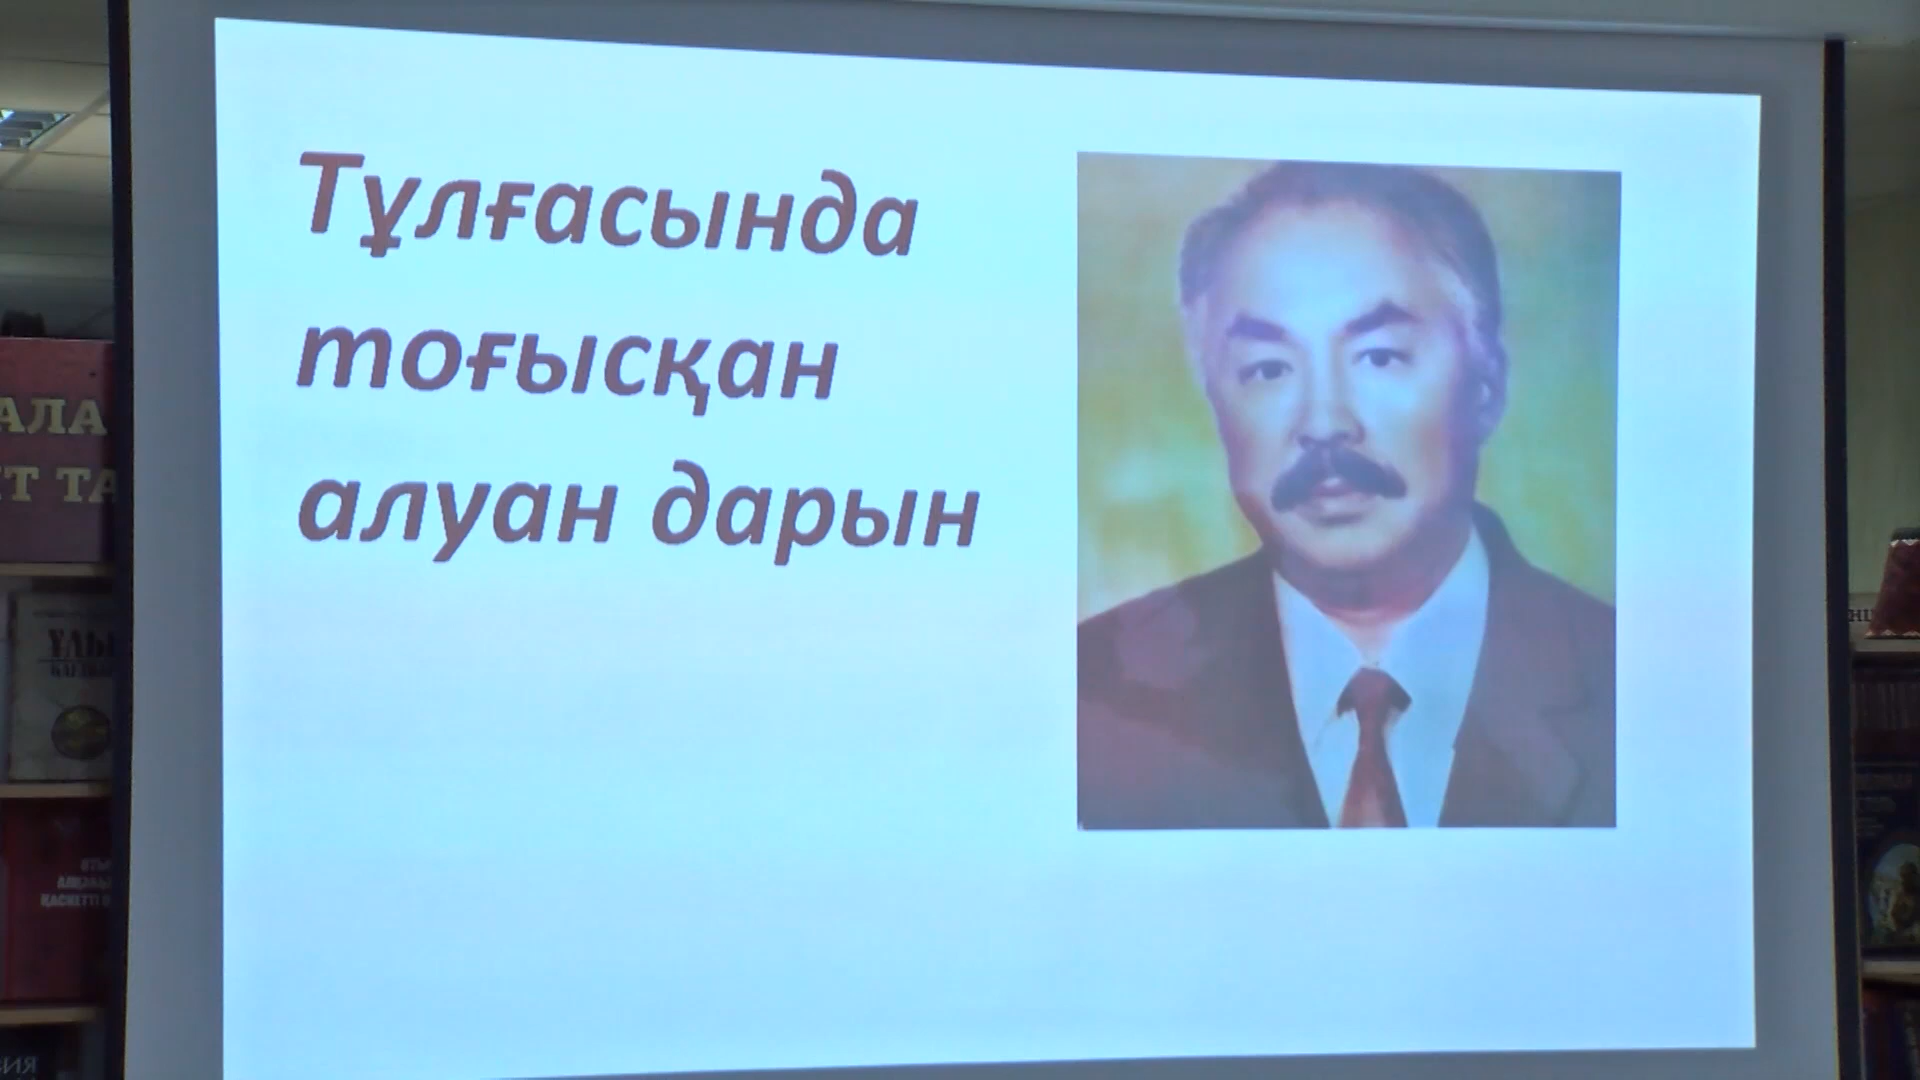 Тұлғасында
тоғысқан
алуан дарын